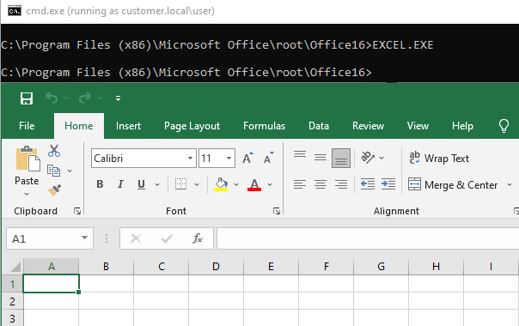 cmd.exe (running as customer.local\user)
C:\Program Files (x86)\Microsoft Office\root\Office16>EXCEL.EXE
C:\Program Files (x86)\Microsoft Office\root\Office16>
File Home Insert Page Layout Formulas Data Review View Help
Calibri 11 A A ab Wrap Text
Paste B I U A Merge & Center
Clipboard Font Alignment
A1 fx
A B C D E F G H I
1
2
3